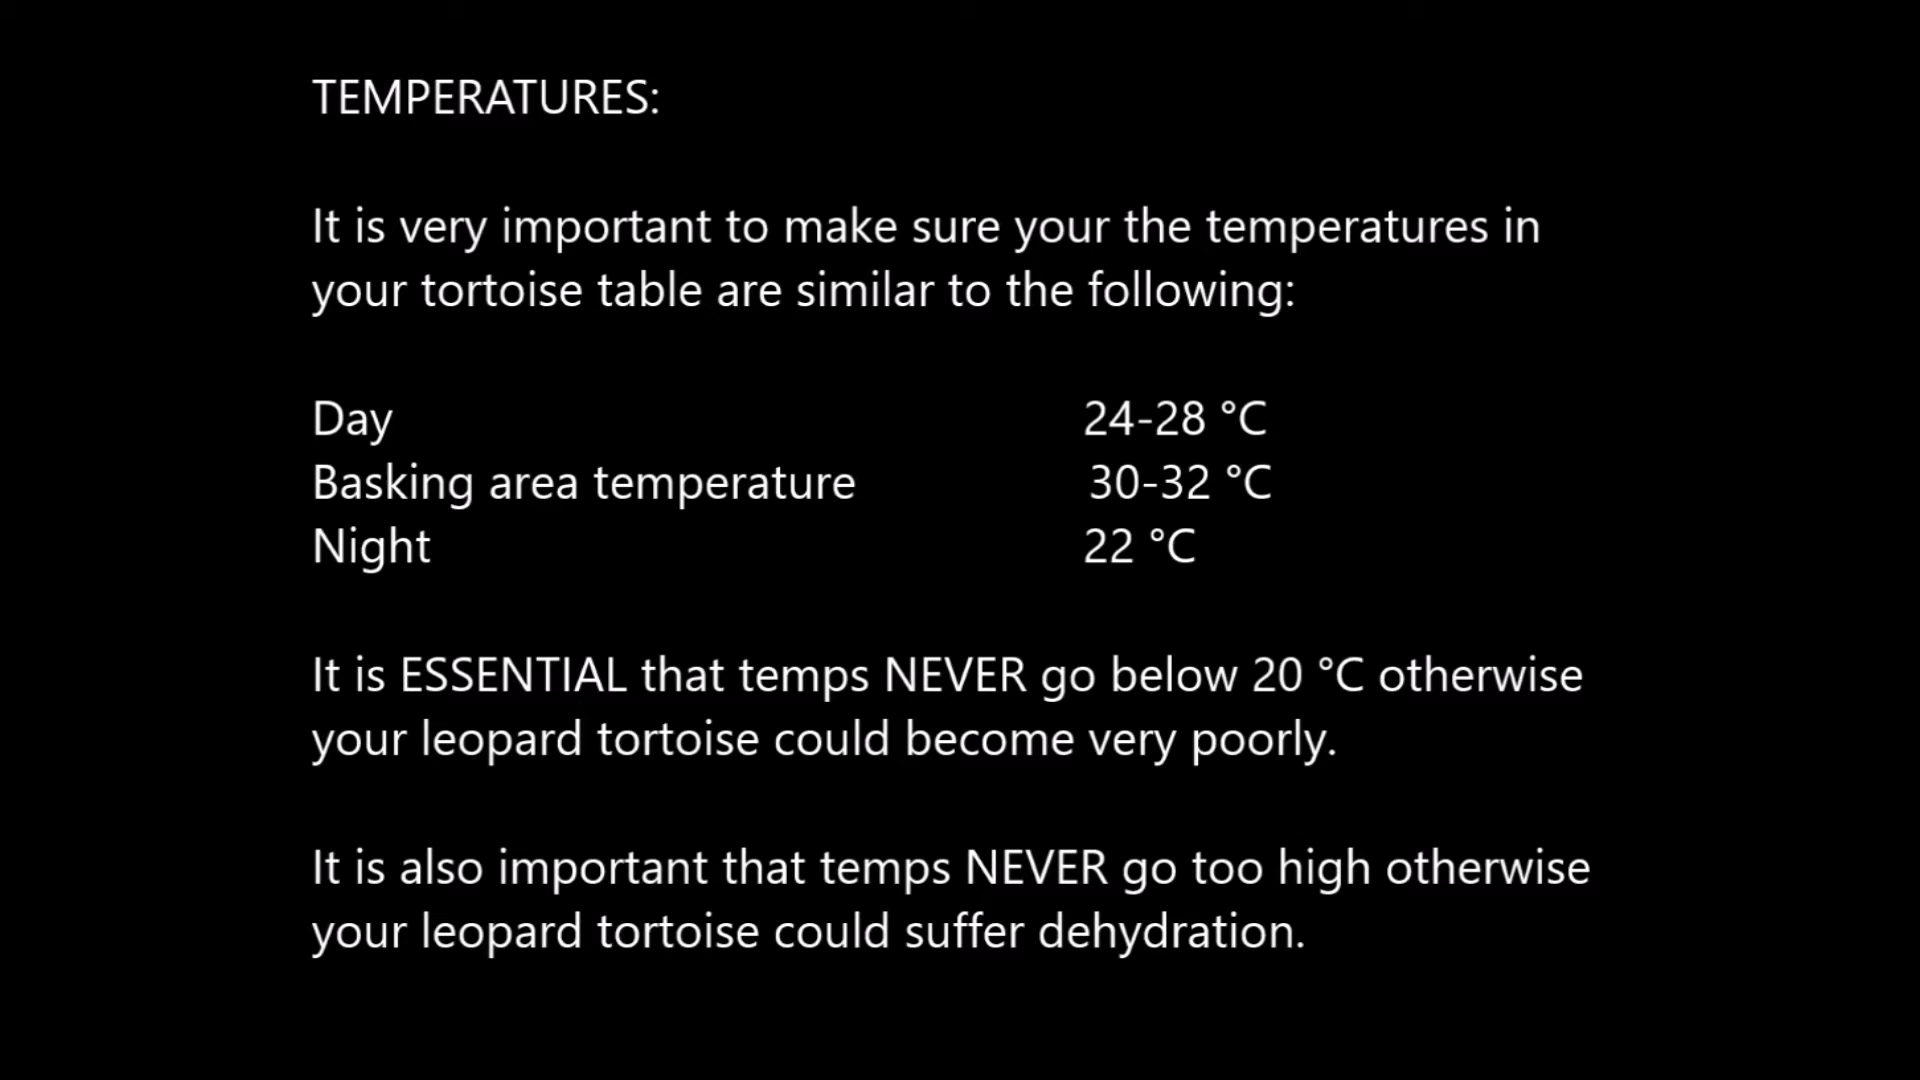 TEMPERATURES:
It is very important to make sure your the temperatures in
your tortoise table are similar to the following:
Day 24-28 °C
Basking area temperature 30-32 °C
Night 22 °C
It is ESSENTIAL that temps NEVER go below 20 °C otherwise
your leopard tortoise could become very poorly.
It is also important that temps NEVER go too high otherwise
your leopard tortoise could suffer dehydration.